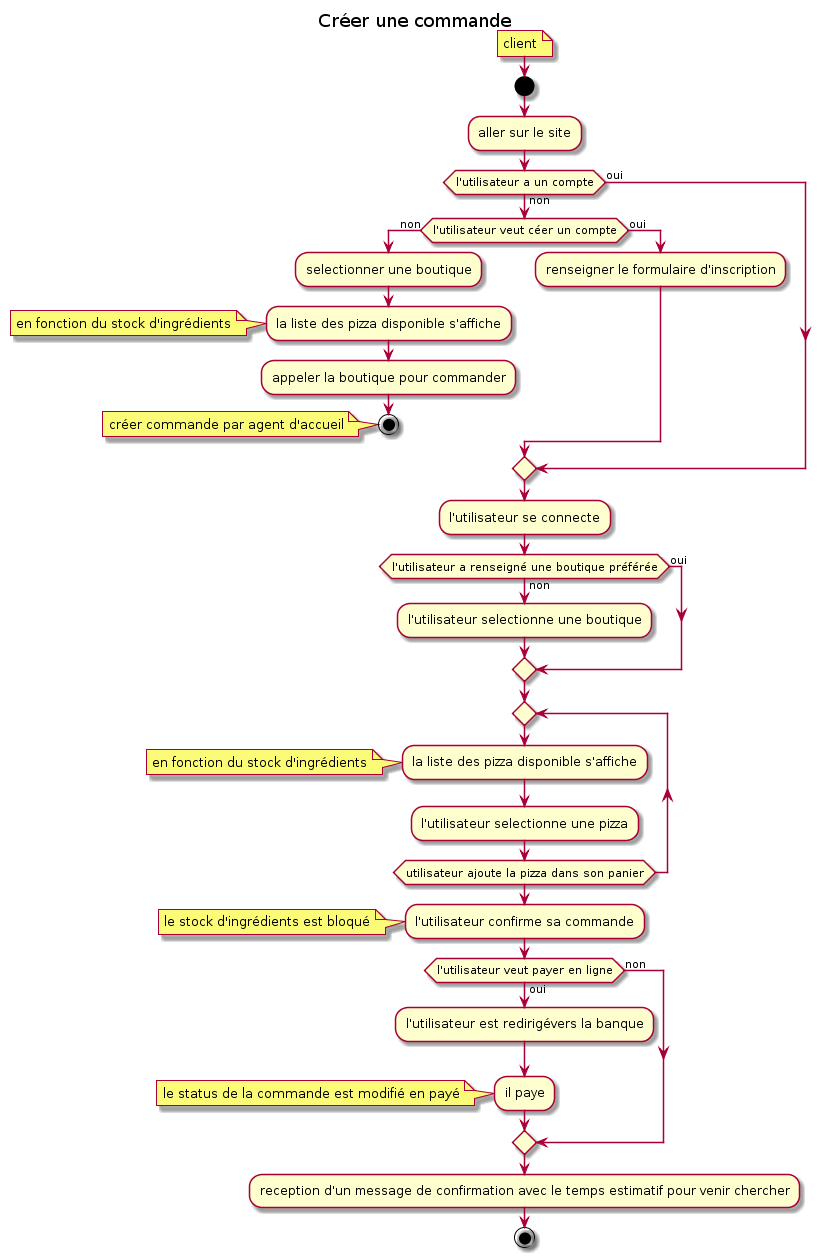 Créer une commande
client
aller sur le site
l'utilisateur a un compte
oui
non
l'utilisateur veut céer un compte
non
oui
selectionner une boutique
renseigner le formulaire d'inscription
en fonction du stock d'ingrédients
la liste des pizza disponible s'affiche
appeler la boutique pour commander
créer commande par agent d'accueil
l'utilisateur se connecte
l'utilisateur a renseigné une boutique préférée
oui
non
l'utilisateur selectionne une boutique
en fonction du stock d'ingrédients
la liste des pizza disponible s'affiche
l'utilisateur selectionne une pizza
utilisateur ajoute la pizza dans son panier
le stock d'ingrédients est bloqué
l'utilisateur confirme sa commande
l'utilisateur veut payer en ligne
non
oui
l'utilisateur est redirigévers la banque
le status de la commande est modifié en payé
il paye
reception d'un message de confirmation avec le temps estimatif pour venir chercher